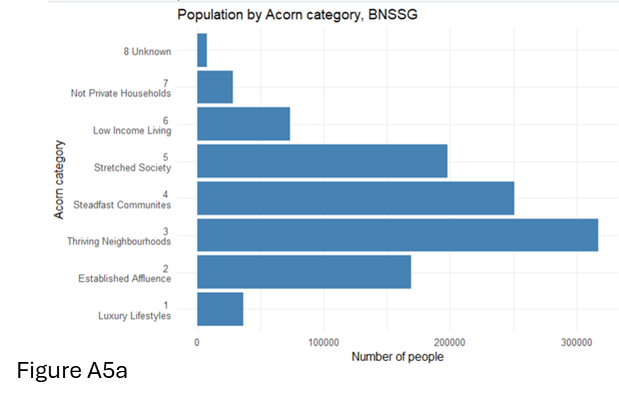 Population by Acorn category, BNSSG
Acorn category
8 Unknown
7
Not Private Households
6
Low Income Living
5
Stretched Society
4
Steadfast Communites
3
Thriving Neighbourhoods
2
Established Affluence
1
Luxury Lifestyles
0 100000 200000 300000
Number of people
Figure A5a